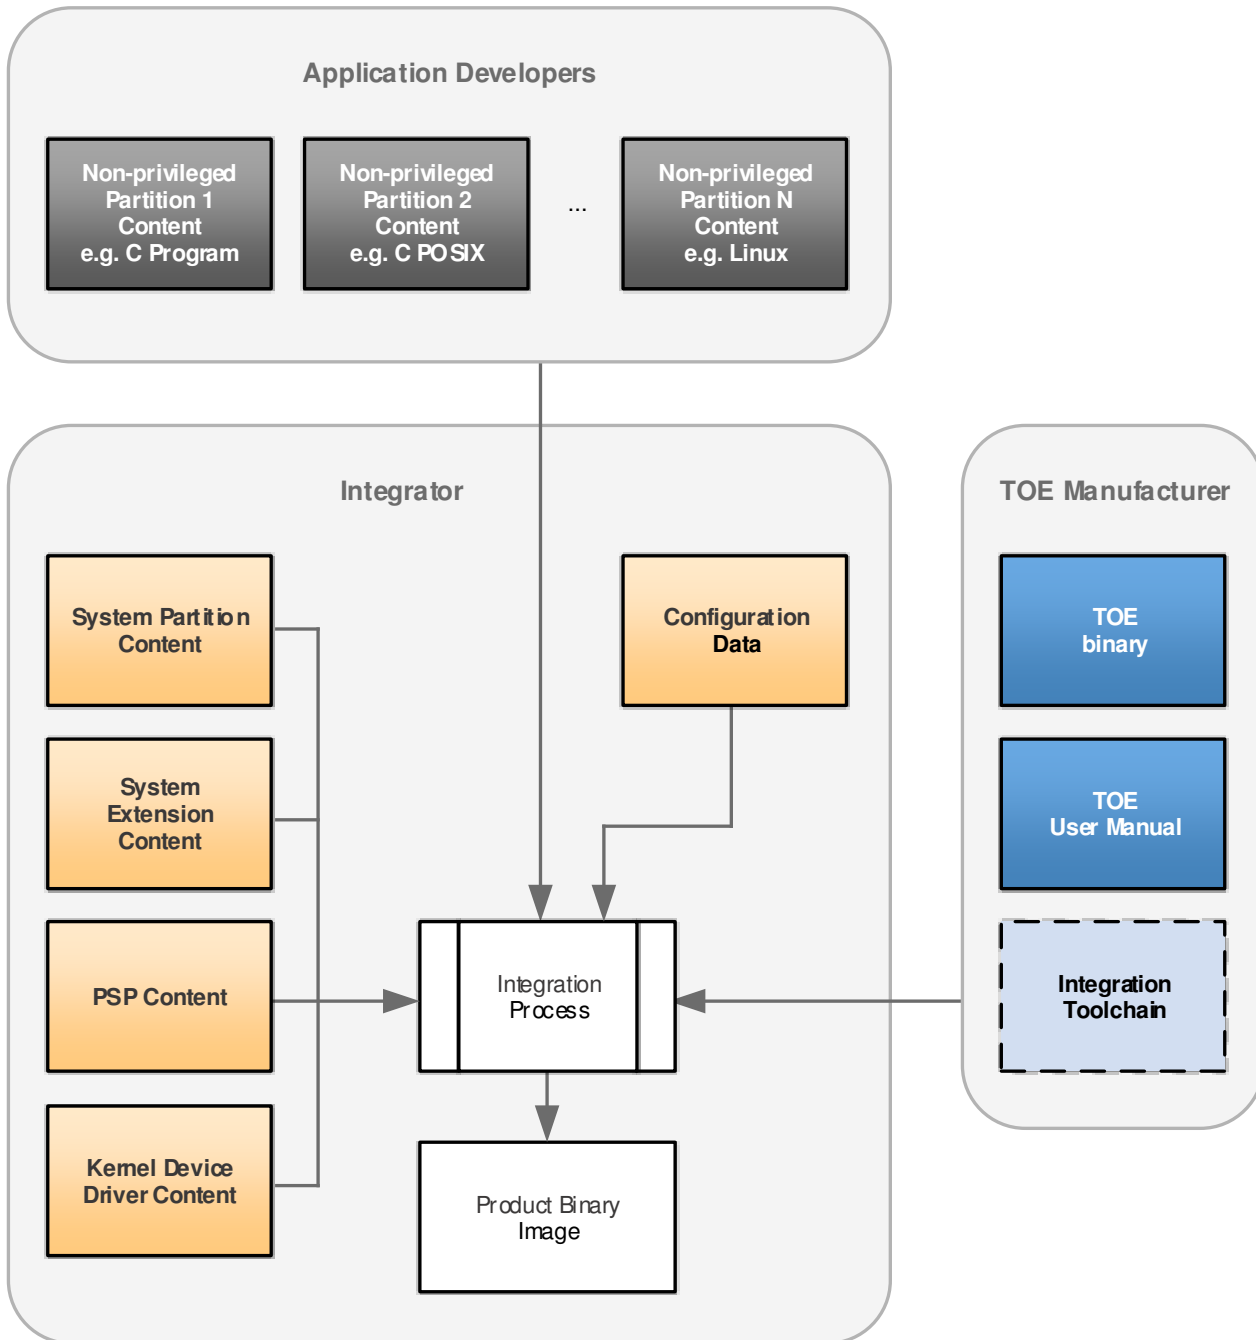 Application Developers
Non-privileged
Partition 1
Content
e.g. C Program
Non-privileged
Partition 2
Content
e.g. C POSIX
...
Non-privileged
Partition N
Content
e.g. Linux
Integrator
System Partition
Content
System
Extension
Content
PSP Content
Kernel Device
Driver Content
Configuration
Data
Integration
Process
Product Binary
Image
TOE Manufacturer
TOE
binary
TOE
User Manual
Integration
Toolchain